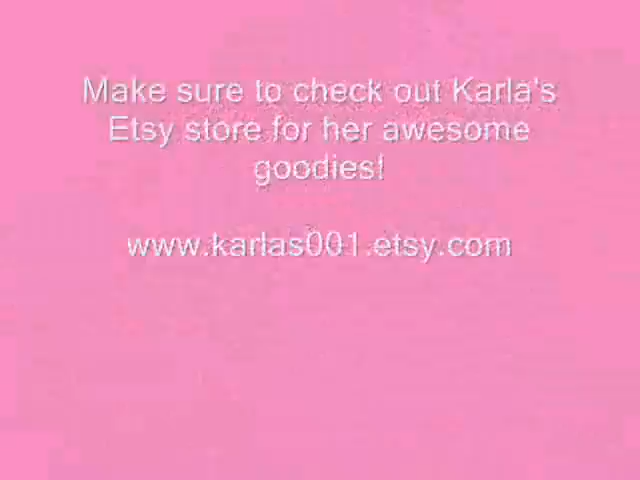 Make sure to check out Karla's
Etsy store for her awesome
goodies!
www.karlas001.etsy.com